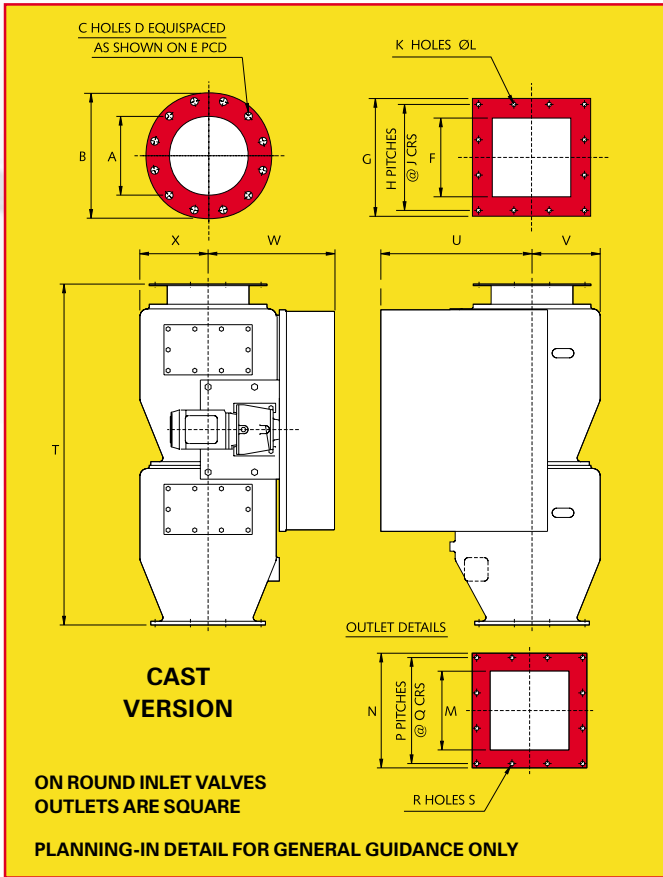 C HOLES D EQUISPACED
AS SHOWN ON E PCD
K HOLES ØL
B
A
G
H PITCHES
@ J CRS
F
X
W
U
V
T
OUTLET DETAILS
CAST
VERSION
N
P PITCHES
@ Q CRS
M
R HOLES S
ON ROUND INLET VALVES
OUTLETS ARE SQUARE
PLANNING-IN DETAIL FOR GENERAL GUIDANCE ONLY